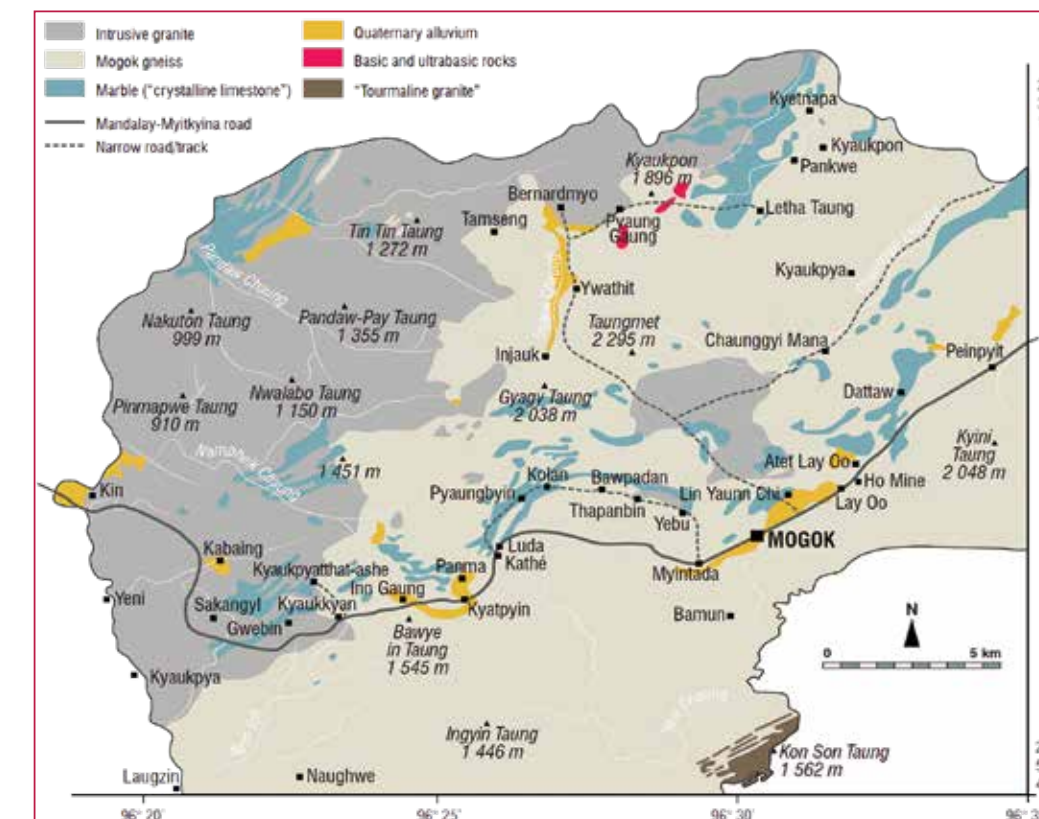 Intrusive granite
Mogok gneiss
Marble ("crystalline limestone")
Mandalay-Myitkyina road
Narrow road/track
Quaternary alluvium
Basic and ultrabasic rocks
"Tourmaline granite"
Kyetnapa
Kyaukpon
Pankwe
Kyaukpon
1 896 m
Bernardmyo
Tamseng
Pyaung
Gaung
Letha Taung
Tin Tin Taung
1 272 m
Kyaukpya
Ywathit
Nakuton Taung
999 m
Pandaw-Pay Taung
1 355 m
Taungmet
2 295 m
Chaunggyi Mana
Injauk
Peinpyit
Pinmapwe Taung
910 m
Nwalabo Taung
1 150 m
Gyagy Taung
2 038 m
Dattaw
Kyini
Taung
2 048 m
1 451 m
Atet Lay Oo
Ho Mine
Lay Oo
Kin
Pyaungbyin
Kolan
Bawpadan
Thapanbin
Yebu
Lin Yaunn Chi
MOGOK
Luda
Kathé
Kabaing
Kyaukpyatthat-ashe
Panma
Inn Gaung
Kyatpyin
Myintada
Yeni
Sakangyl
Kyaukkyan
Gwebin
Bamun
Bawye
in Taung
1 545 m
N
0 5 km
Kyaukpya
Ingyin Taung
1 446 m
Kon Son Taung
1 562 m
Laugzin
Naughwe
96° 20'
96° 25'
96° 30'